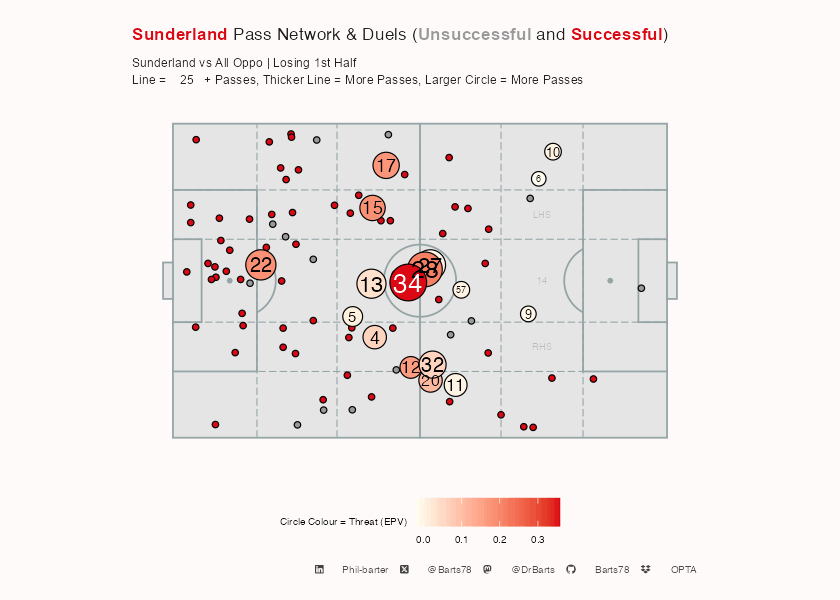 Sunderland Pass Network & Duels (Unsuccessful and Successful)
Sunderland vs All Oppo | Losing 1st Half
Line = 25 + Passes, Thicker Line = More Passes, Larger Circle = More Passes
10
17
6
15
LHS
22
34
13
14
57
5
9
4
RHS
32
12
20
11
Circle Colour = Threat (EPV)
0.0 0.1 0.2 0.3
Phil-barter @Barts78 @DrBarts Barts78 OPTA